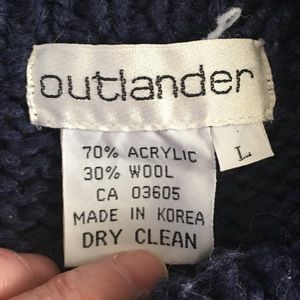 outlander
L
70% ACRYLIC
30% WOOL
CA 03605
MADE IN KOREA
DRY CLEAN